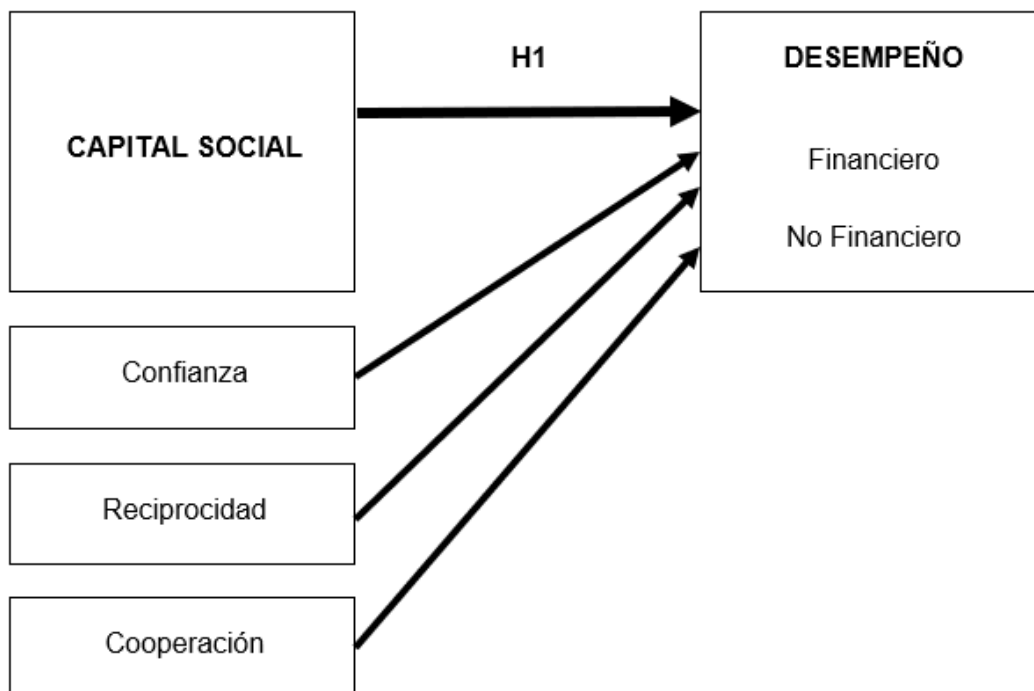 H1
DESEMPEÑO
CAPITAL SOCIAL
Financiero
No Financiero
Confianza
Reciprocidad
Cooperación